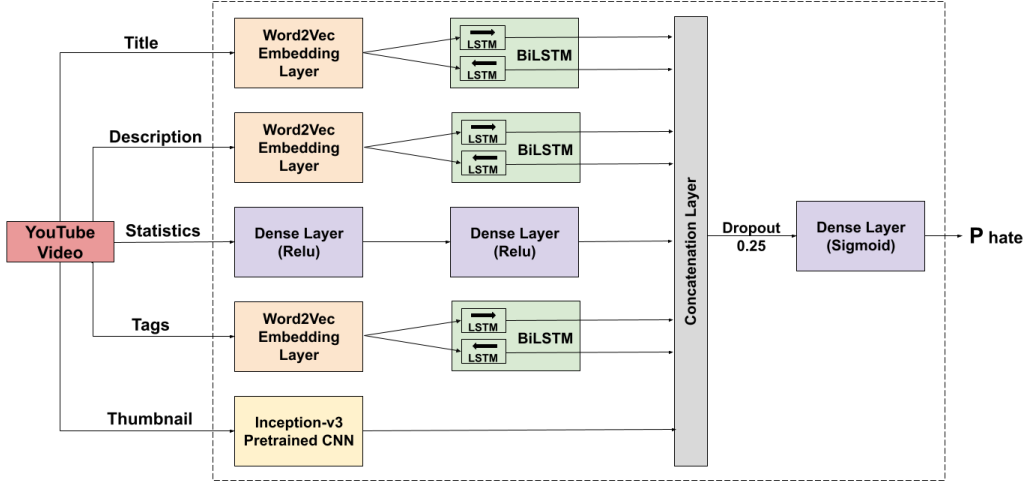 Title
Word2Vec
Embedding
Layer
LSTM
LSTM
BiLSTM
Description
Word2Vec
Embedding
Layer
LSTM
LSTM
BiLSTM
YouTube
Video
Statistics
Dense Layer
(Relu)
Dense Layer
(Relu)
Tags
Word2Vec
Embedding
Layer
LSTM
LSTM
BiLSTM
Thumbnail
Inception-v3
Pretrained CNN
Concatenation Layer
Dropout
0.25
Dense Layer
(Sigmoid)
P hate